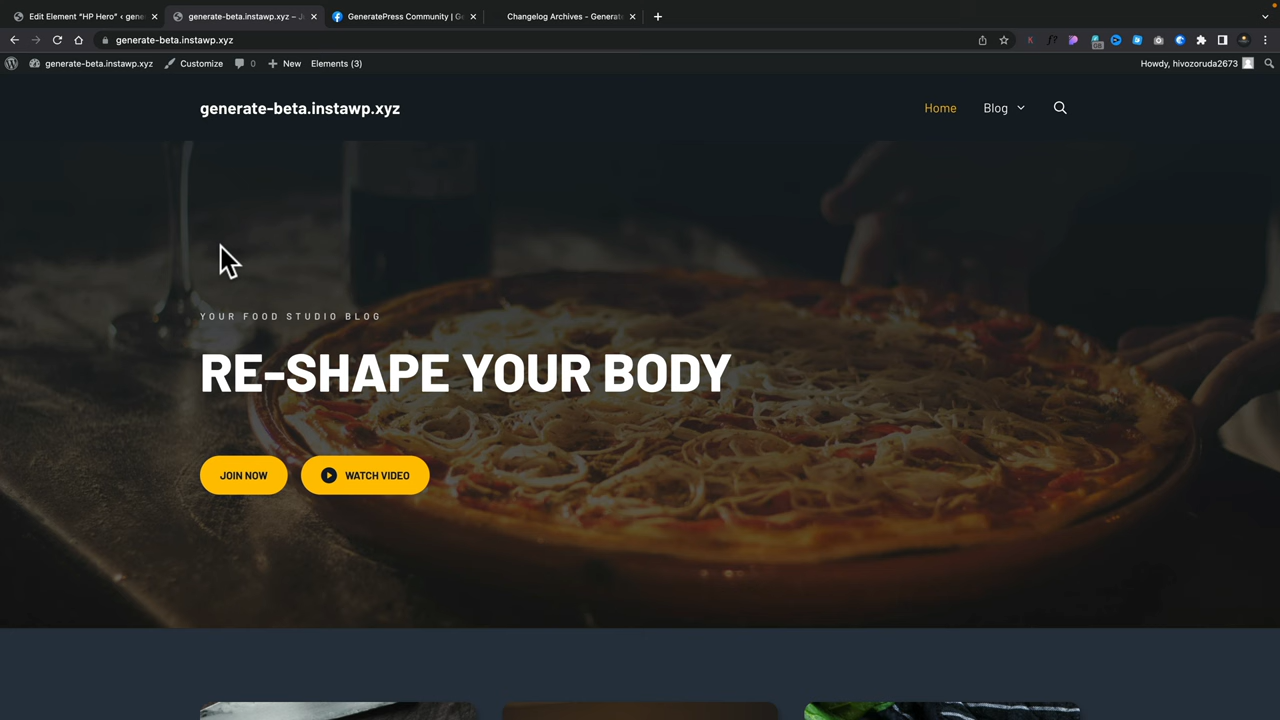 Edit Element "HP Hero" ‹ gene
generate-beta.instawp.xyz –
GeneratePress Community | G
Changelog Archives - Generat
generate-beta.instawp.xyz
generate-beta.instawp.xyz
Customize
0
New
Elements (3)
Howdy, hivozoruda2673
generate-beta.instawp.xyz
Home
Blog
YOUR FOOD STUDIO BLOG
RE-SHAPE YOUR BODY
JOIN NOW
WATCH VIDEO